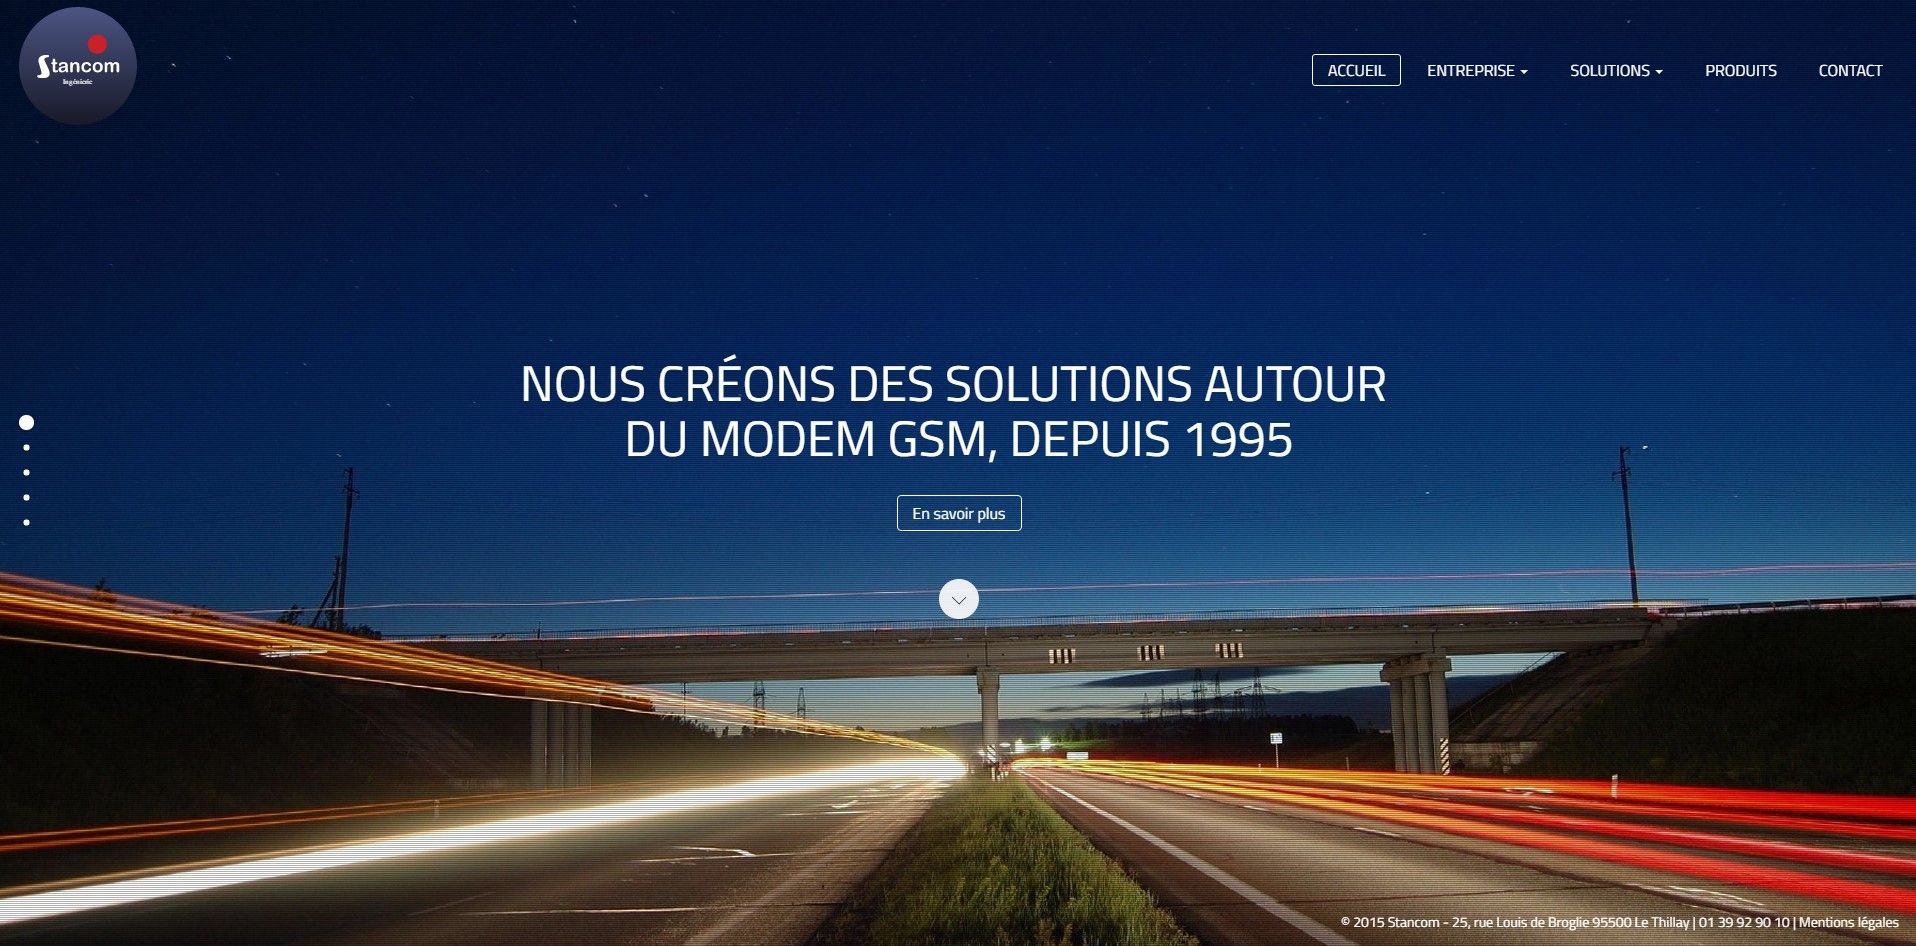 Stancom
Ingénierie
ACCUEIL ENTREPRISE SOLUTIONS PRODUITS CONTACT
NOUS CRÉONS DES SOLUTIONS AUTOUR
DU MODEM GSM, DEPUIS 1995
En savoir plus
© 2015 Stancom - 25, rue Louis de Broglie 95500 Le Thillay | 01 39 92 90 10 | Mentions légales